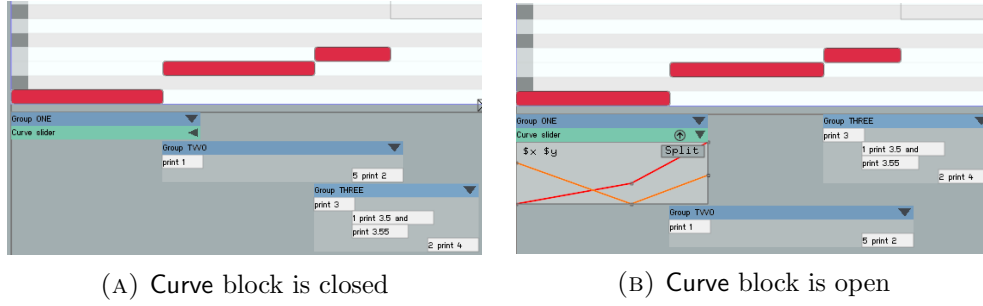 Group ONE
Curve slider
Group TWO
print 1
5 print 2
Group THREE
print 3
1 print 3.5 and
print 3.55
2 print 4
(A) Curve block is closed
Group ONE
Curve slider
$x $y Split
Group THREE
print 3
1 print 3.5 and
print 3.55
2 print 4
Group TWO
print 1
5 print 2
(B) Curve block is open